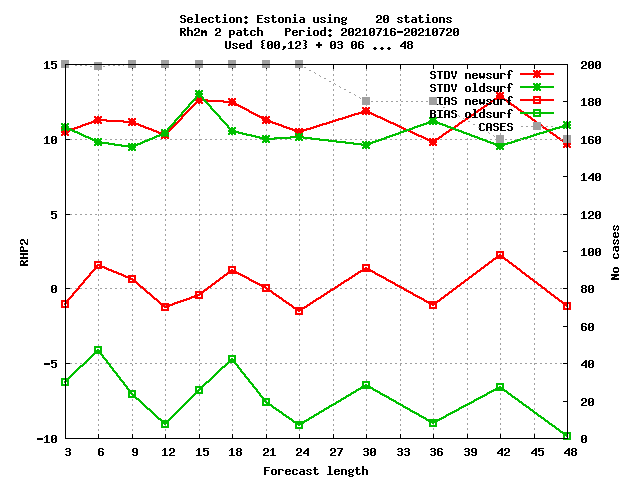 Selection: Estonia using    20 stations
Rh2m 2 patch   Period: 20210716-20210720
Used {00,12} + 03 06 ... 48
STDV newsurf
STDV oldsurf
BIAS newsurf
BIAS oldsurf
CASES
15
10
5
0
-5
-10
RHP2
200
180
160
140
120
100
80
60
40
20
0
No cases
3 6 9 12 15 18 21 24 27 30 33 36 39 42 45 48
Forecast length